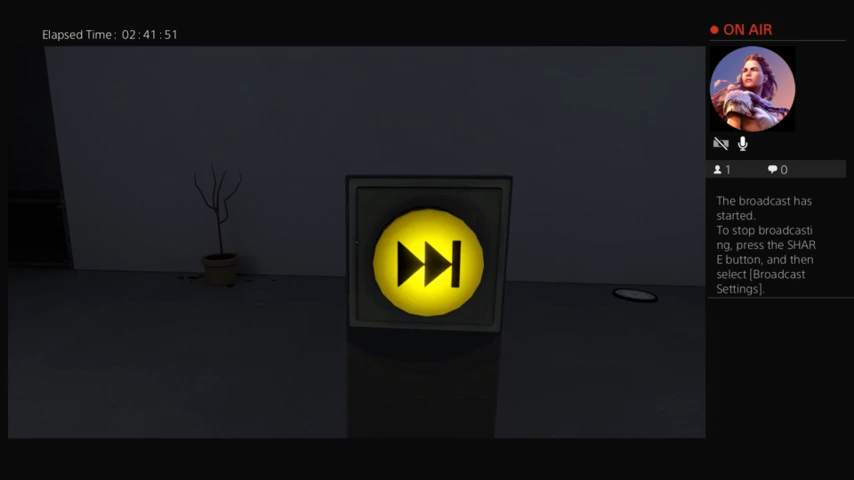 Elapsed Time: 02:41:51
ON AIR
1
0
The broadcast has
started.
To stop broadcasti
ng, press the SHAR
E button, and then
select [Broadcast
Settings].